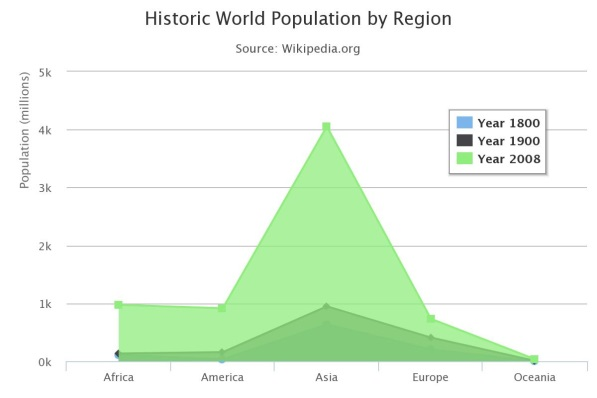 Historic World Population by Region
Source: Wikipedia.org
Population (millions)
5k
4k
3k
2k
1k
0k
Year 1800
Year 1900
Year 2008
Africa
America
Asia
Europe
Oceania